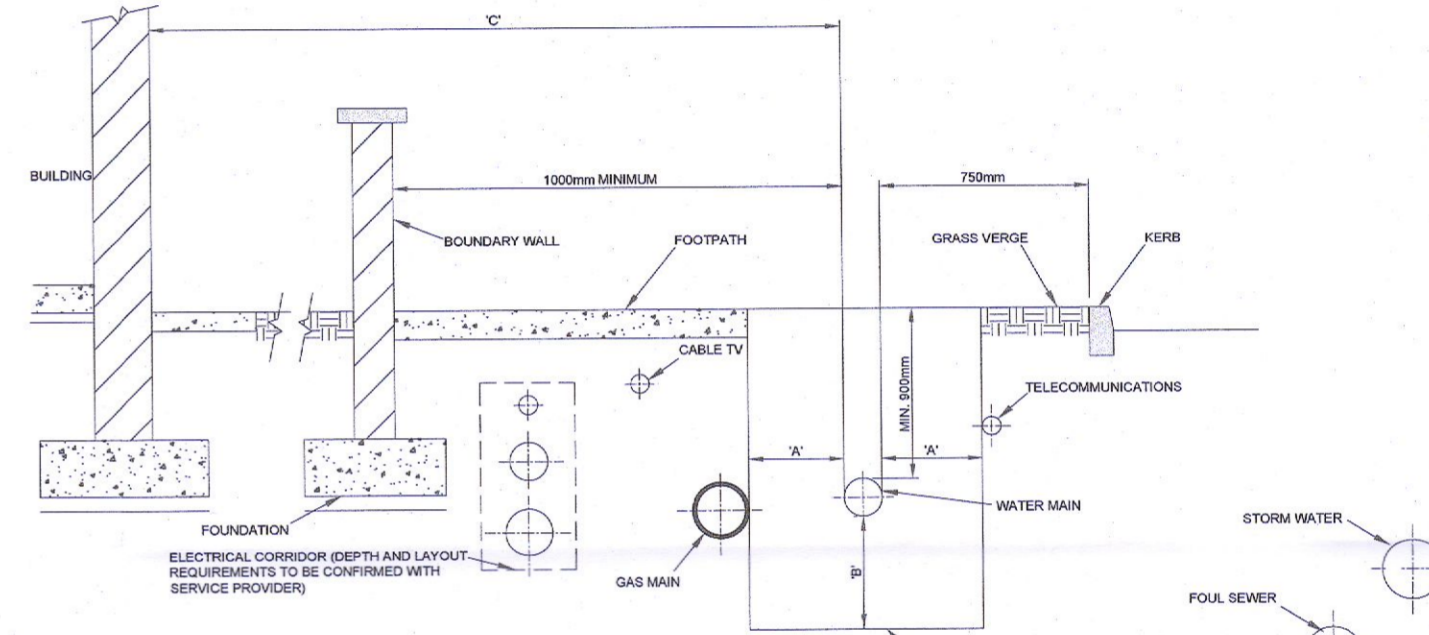 'C'
BUILDING
1000mm MINIMUM
750mm
BOUNDARY WALL
FOOTPATH
GRASS VERGE
KERB
CABLE TV
MIN. 900mm
TELECOMMUNICATIONS
'A'
'A'
WATER MAIN
FOUNDATION
STORM WATER
ELECTRICAL CORRIDOR (DEPTH AND LAYOUT
REQUIREMENTS TO BE CONFIRMED WITH
SERVICE PROVIDER)
GAS MAIN
'B'
FOUL SEWER